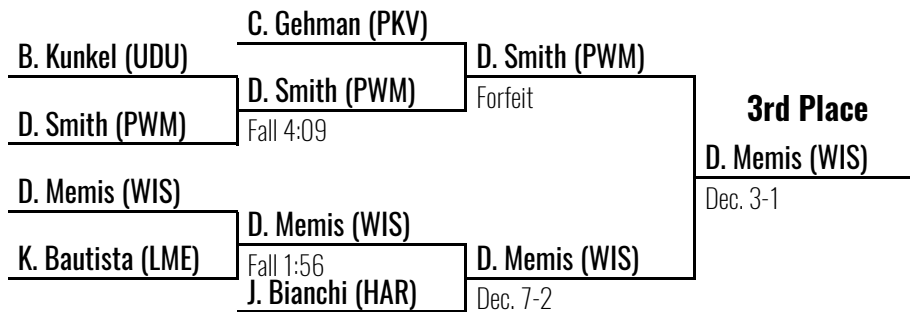 C. Gehman (PKV)
B. Kunkel (UDU)
D. Smith (PWM)
D. Smith (PWM)
Forfeit
D. Smith (PWM)
Fall 4:09
3rd Place
D. Memis (WIS)
Dec. 3-1
D. Memis (WIS)
D. Memis (WIS)
Fall 1:56
K. Bautista (LME)
D. Memis (WIS)
Dec. 7-2
J. Bianchi (HAR)